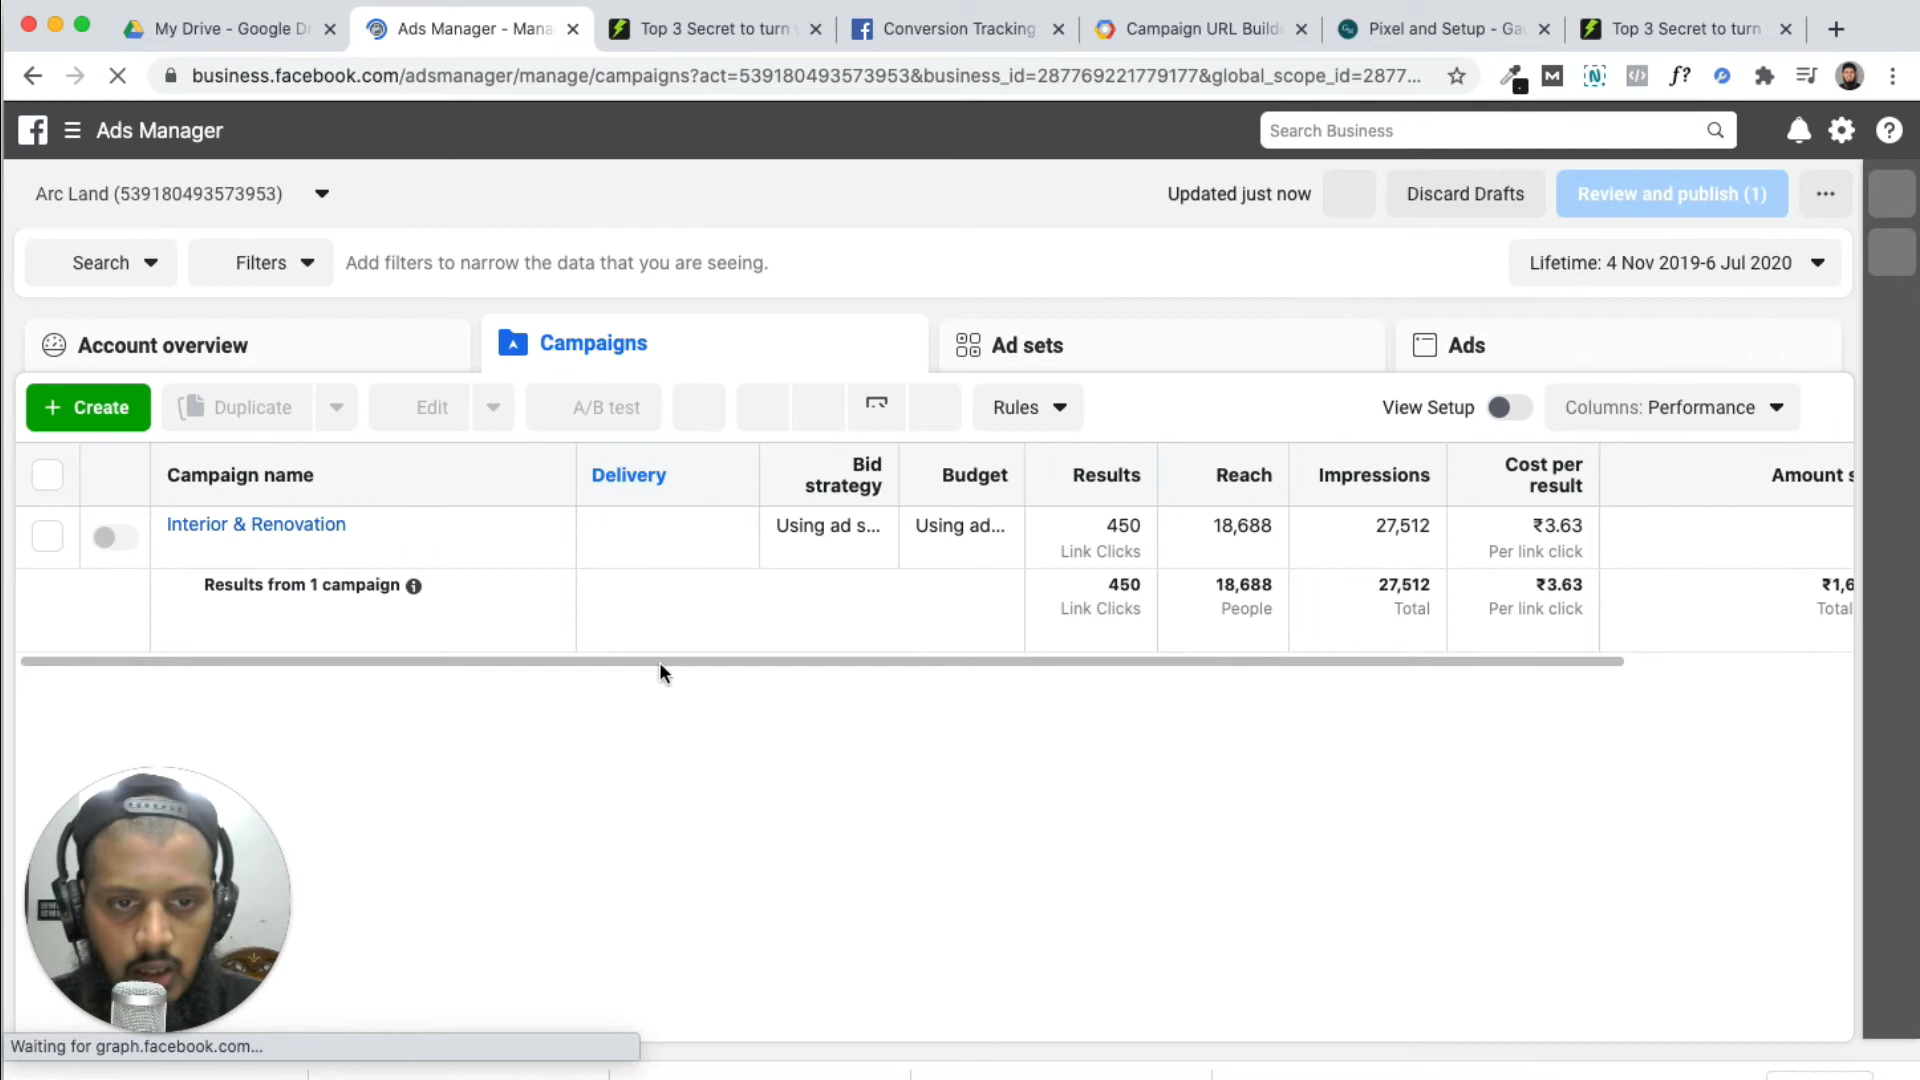 My Drive - Google Dr
Ads Manager - Mana
Top 3 Secret to turn y
Conversion Tracking
Campaign URL Builde
Pixel and Setup - Gau
Top 3 Secret to turn
business.facebook.com/adsmanager/manage/campaigns?act=539180493573953&business_id=287769221779177&global_scope_id=2877...
Ads Manager
Search Business
Arc Land (539180493573953)
Updated just now
Discard Drafts
Review and publish (1)
Search
Filters
Add filters to narrow the data that you are seeing.
Lifetime: 4 Nov 2019-6 Jul 2020
Account overview
Campaigns
Ad sets
Ads
+ Create
Duplicate
Edit
A/B test
Rules
View Setup
Columns: Performance
Campaign name
Delivery
Bid strategy
Budget
Results
Reach
Impressions
Cost per result
Amount s
Interior & Renovation
Using ad s...
Using ad...
450
18,688
27,512
₹3.63
Link Clicks
Per link click
Results from 1 campaign
450
18,688
27,512
₹3.63
₹1,6
Link Clicks
People
Total
Per link click
Total
Waiting for graph.facebook.com...